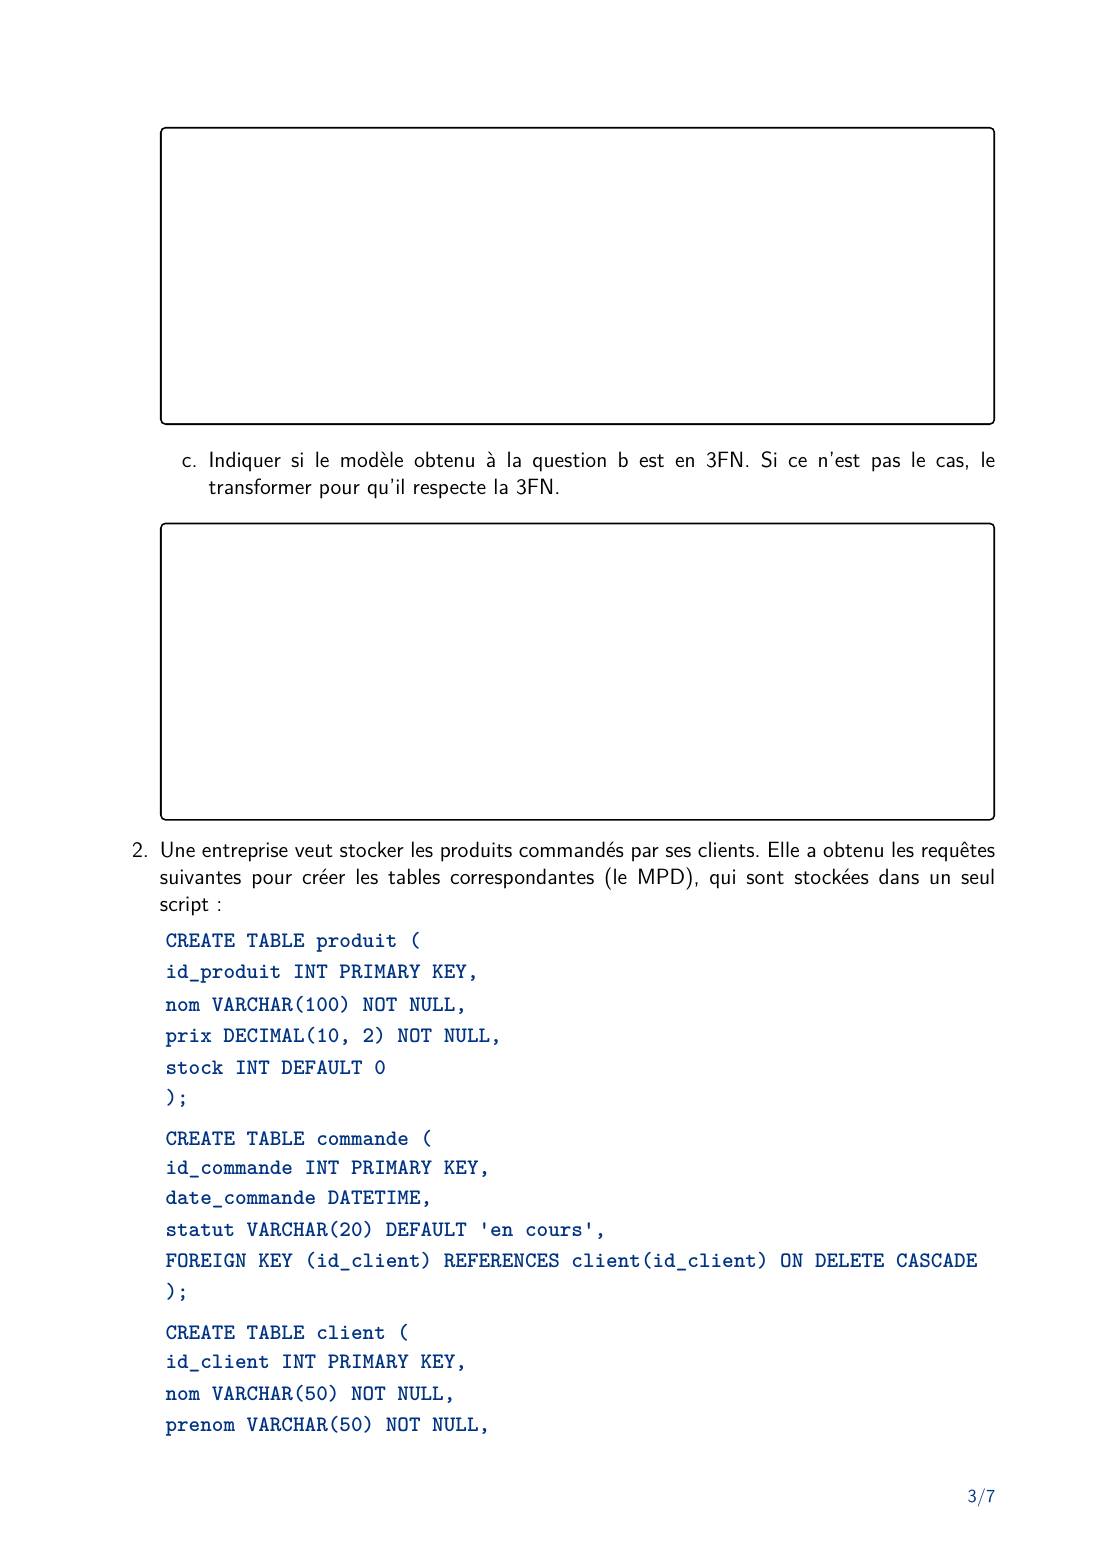 c. Indiquer si le modèle obtenu à la question b est en 3FN. Si ce n'est pas le cas, le
transformer pour qu'il respecte la 3FN.
2. Une entreprise veut stocker les produits commandés par ses clients. Elle a obtenu les requêtes
suivantes pour créer les tables correspondantes (le MPD), qui sont stockées dans un seul
script :
CREATE TABLE produit (
id_produit INT PRIMARY KEY,
nom VARCHAR(100) NOT NULL,
prix DECIMAL(10, 2) NOT NULL,
stock INT DEFAULT 0
);
CREATE TABLE commande (
id_commande INT PRIMARY KEY,
date_commande DATETIME,
statut VARCHAR(20) DEFAULT 'en cours',
FOREIGN KEY (id_client) REFERENCES client(id_client) ON DELETE CASCADE
);
CREATE TABLE client (
id_client INT PRIMARY KEY,
nom VARCHAR(50) NOT NULL,
prenom VARCHAR(50) NOT NULL,
3/7